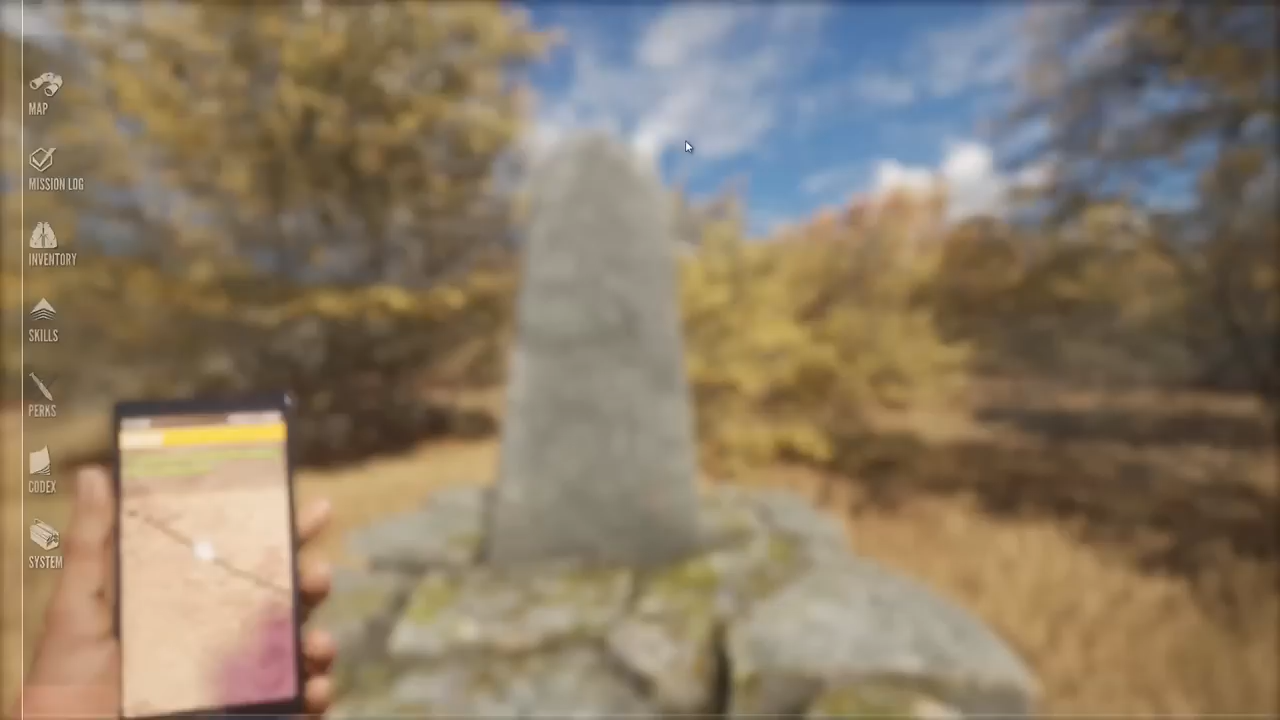 MAP
MISSION LOG
INVENTORY
SKILLS
PERKS
CODEX
SYSTEM